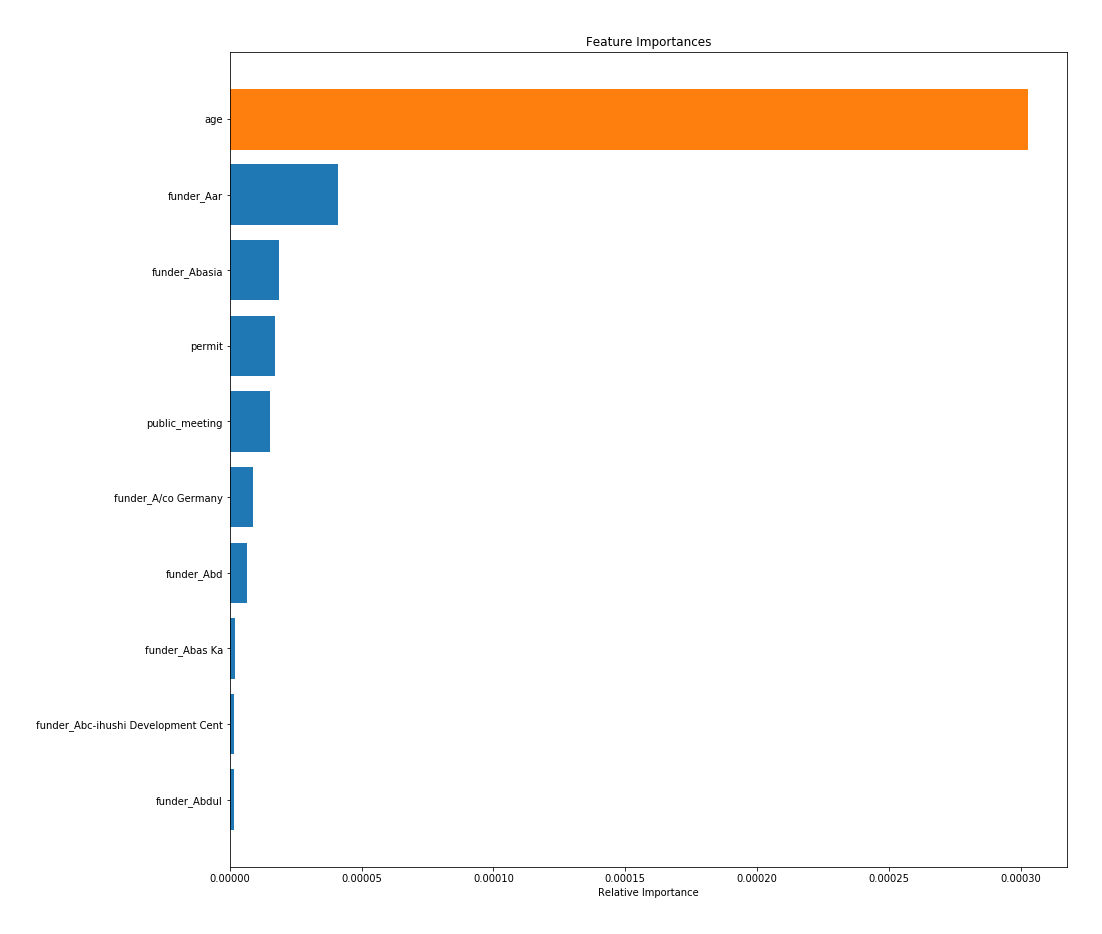 Feature Importances
age
funder_Aar
funder_Abasia
permit
public_meeting
funder_A/co Germany
funder_Abd
funder_Abas Ka
funder_Abc-ihushi Development Cent
funder_Abdul
0.00000 0.00005 0.00010 0.00015 0.00020 0.00025 0.00030
Relative Importance